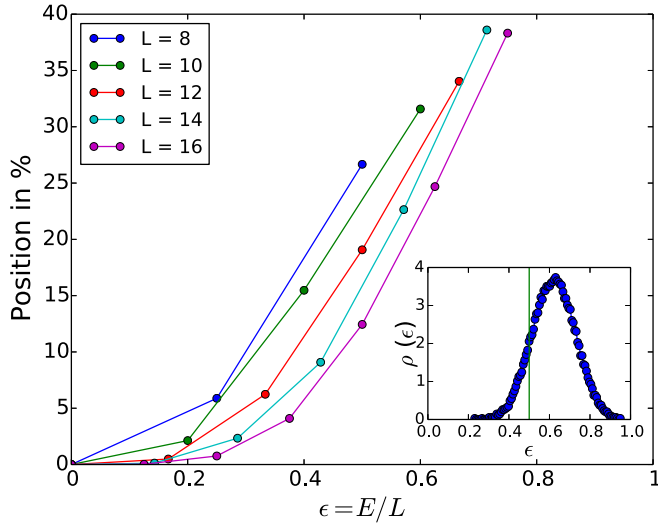 40
35
30
25
20
15
10
5
0
Position in %
L = 8
L = 10
L = 12
L = 14
L = 16
4
3
2
1
0
ρ (ϵ)
0.0 0.2 0.4 0.6 0.8 1.0
ϵ
0 0.2 0.4 0.6 0.8 1
ϵ = E/L